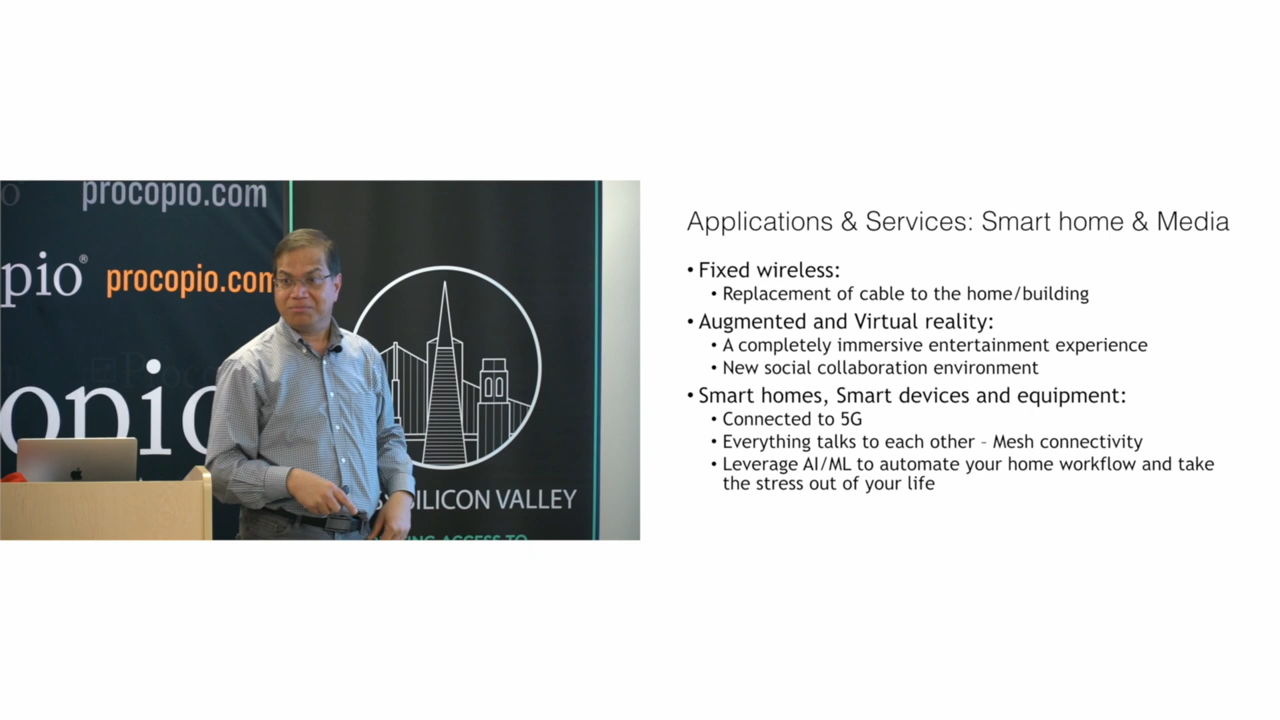 procopio.com
pio®
procopio.com
opio
SILICON VALLEY
ING ACCESS TO
Applications & Services: Smart home & Media
• Fixed wireless:
• Replacement of cable to the home/building
• Augmented and Virtual reality:
• A completely immersive entertainment experience
• New social collaboration environment
• Smart homes, Smart devices and equipment:
• Connected to 5G
• Everything talks to each other – Mesh connectivity
• Leverage AI/ML to automate your home workflow and take
the stress out of your life